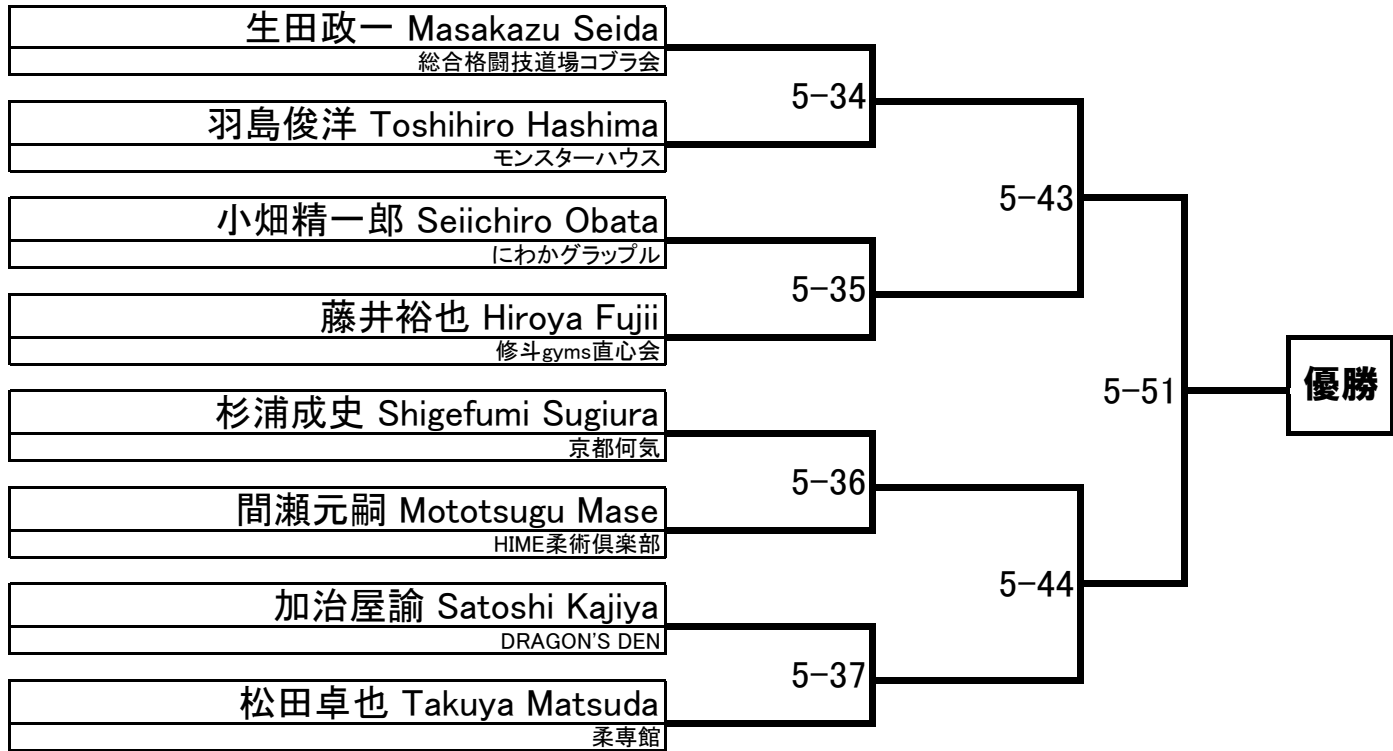 生田政一 Masakazu Seida
総合格闘技道場コブラ会
5-34
羽島俊洋 Toshihiro Hashima
モンスターハウス
5-43
小畑精一郎 Seiichiro Obata
にわかグラップル
5-35
藤井裕也 Hiroya Fujii
修斗gyms直心会
5-51
優勝
杉浦成史 Shigefumi Sugiura
京都何気
5-36
間瀬元嗣 Mototsugu Mase
HIME柔術倶楽部
5-44
加治屋諭 Satoshi Kajiya
DRAGON'S DEN
5-37
松田卓也 Takuya Matsuda
柔専館